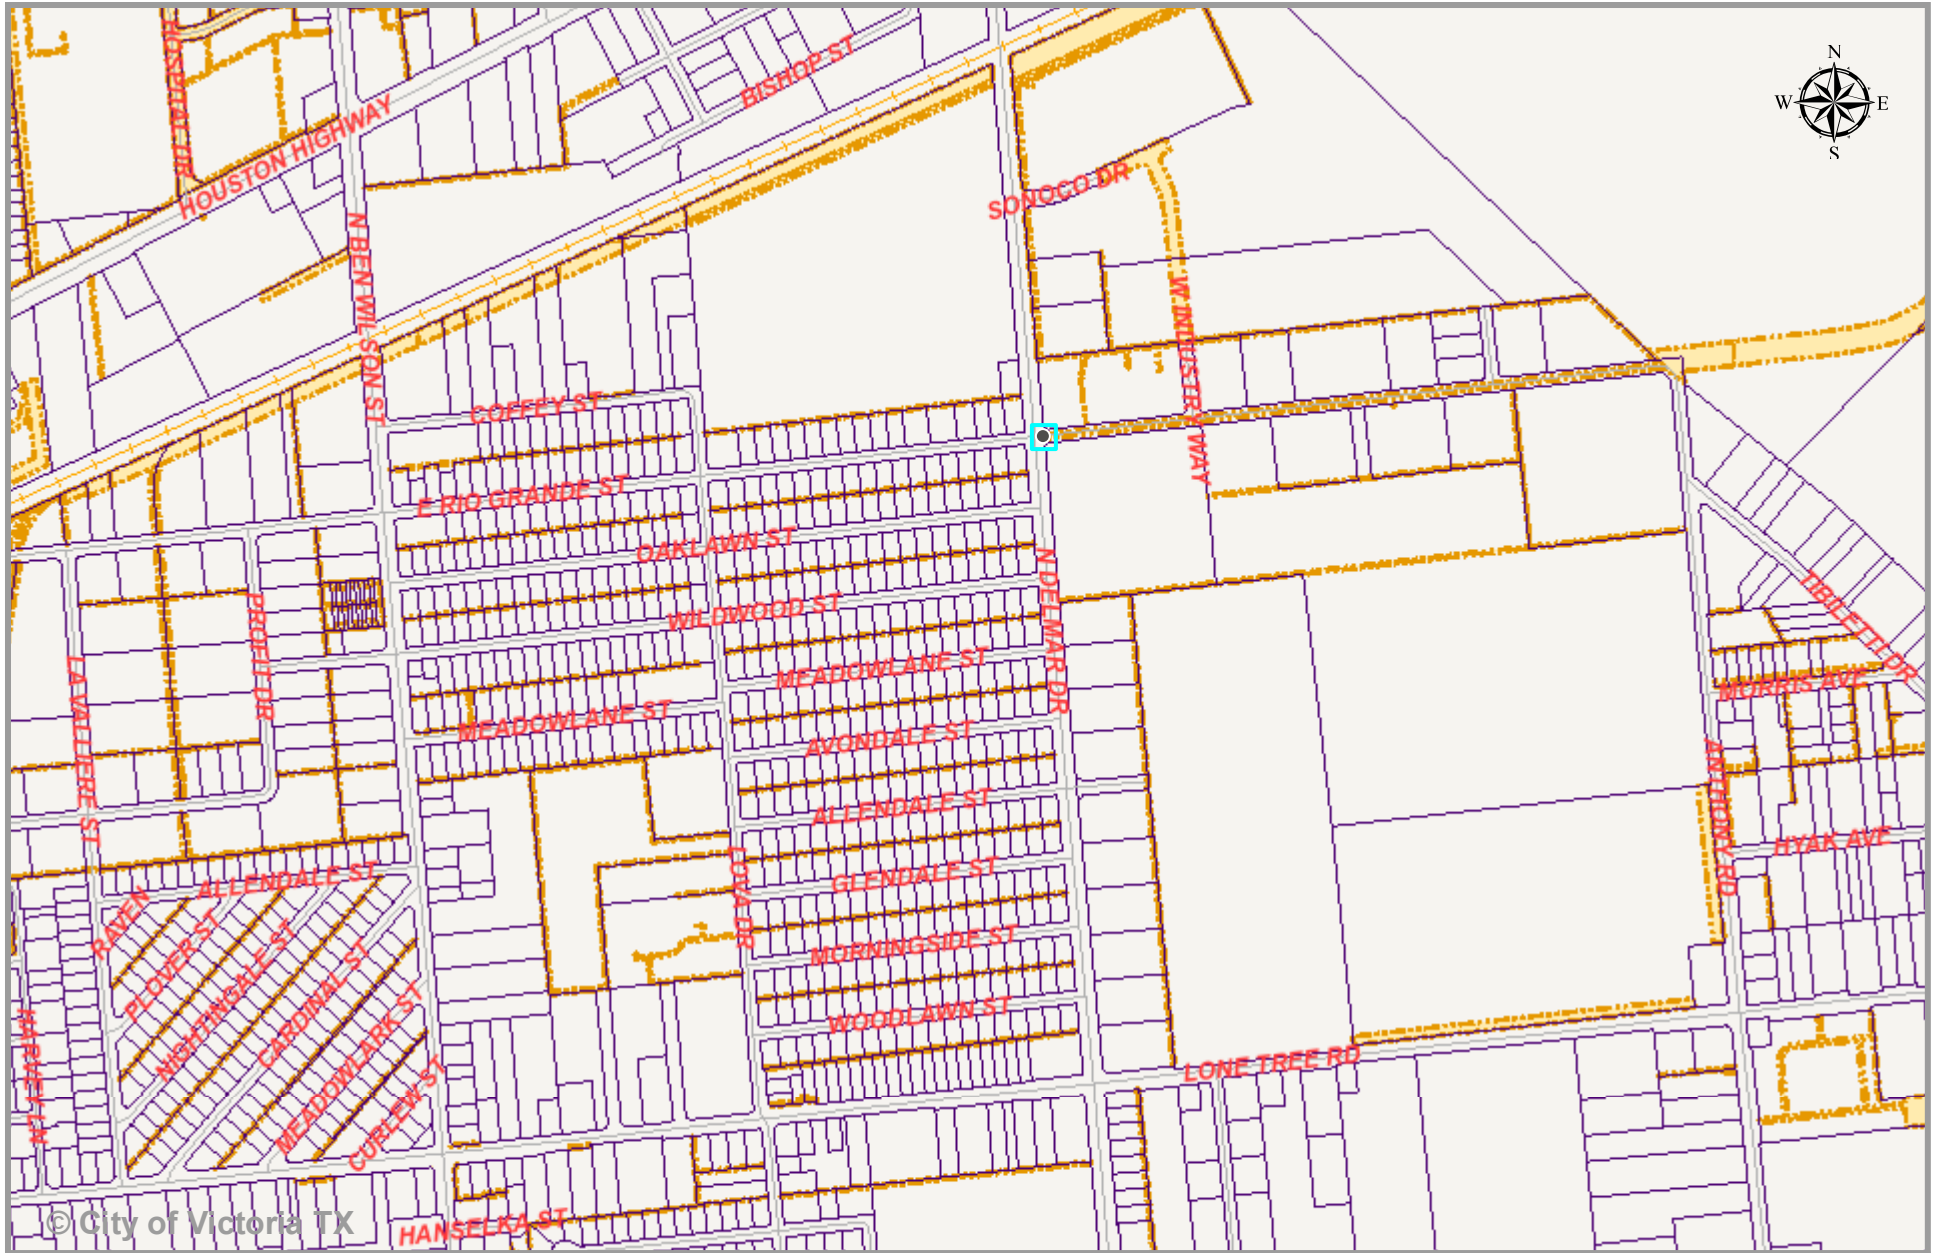 HOSPITAL DR
BISHOP ST
N
W E
S
HOUSTON HIGHWAY
SONOCO DR
N BEN WILSON ST
W INDUSTRY WAY
COFFEY ST
E RIO GRANDE ST
OAKLAWN ST
N DELMAR DR
WILDWOOD ST
PROFIT DR
TIBILETTI DR
LA VALLIERE ST
MEADOWLANE ST
MORRIS AVE
MEADOWLANE ST
AVONDALE ST
ANTHONY RD
ALLENDALE ST
HYAK AVE
LOVA DR
ALLENDALE ST
GLENDALE ST
RAVEN
PLOVER ST
NIGHTINGALE ST
CARDINAL ST
MORNINGSIDE ST
MEADOWLARK ST
WOODLAWN ST
HARVEY LN
CURLEW ST
LONE TREE RD
HANSELKA ST
© City of Victoria TX